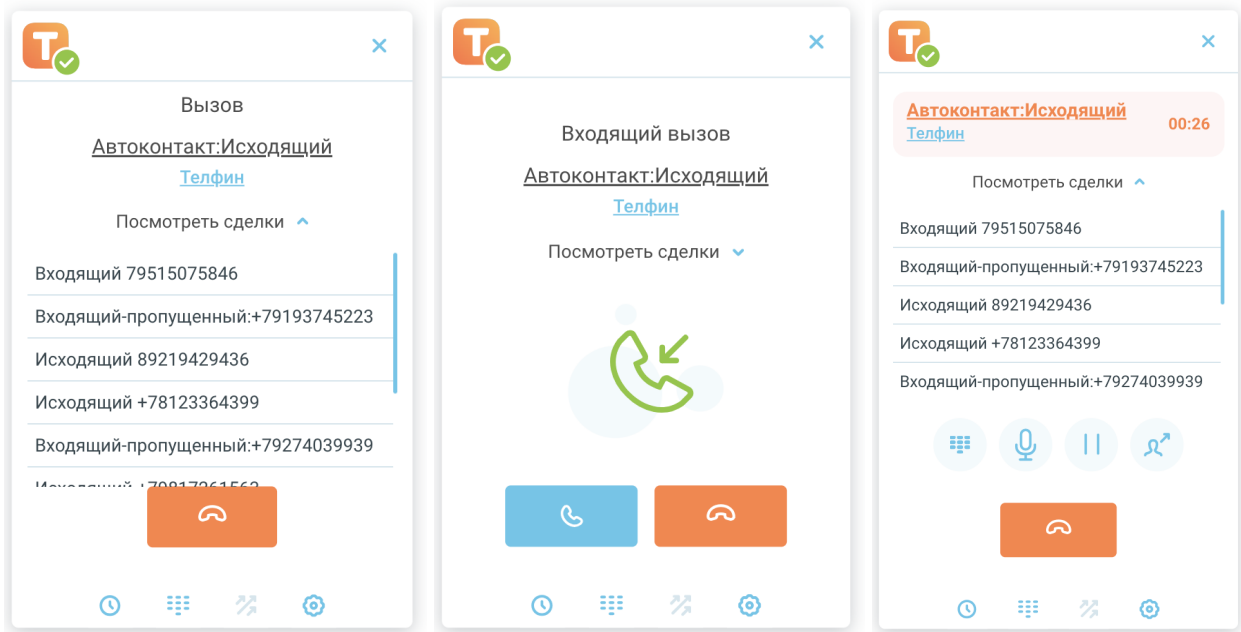 T
Вызов
Автоконтакт:Исходящий
Телфин
Посмотреть сделки
Входящий 79515075846
Входящий-пропущенный:+79193745223
Исходящий 89219429436
Исходящий +78123364399
Входящий-пропущенный:+79274039939
T
Входящий вызов
Автоконтакт:Исходящий
Телфин
Посмотреть сделки
T
Автоконтакт:Исходящий
Телфин
00:26
Посмотреть сделки
Входящий 79515075846
Входящий-пропущенный:+79193745223
Исходящий 89219429436
Исходящий +78123364399
Входящий-пропущенный:+79274039939